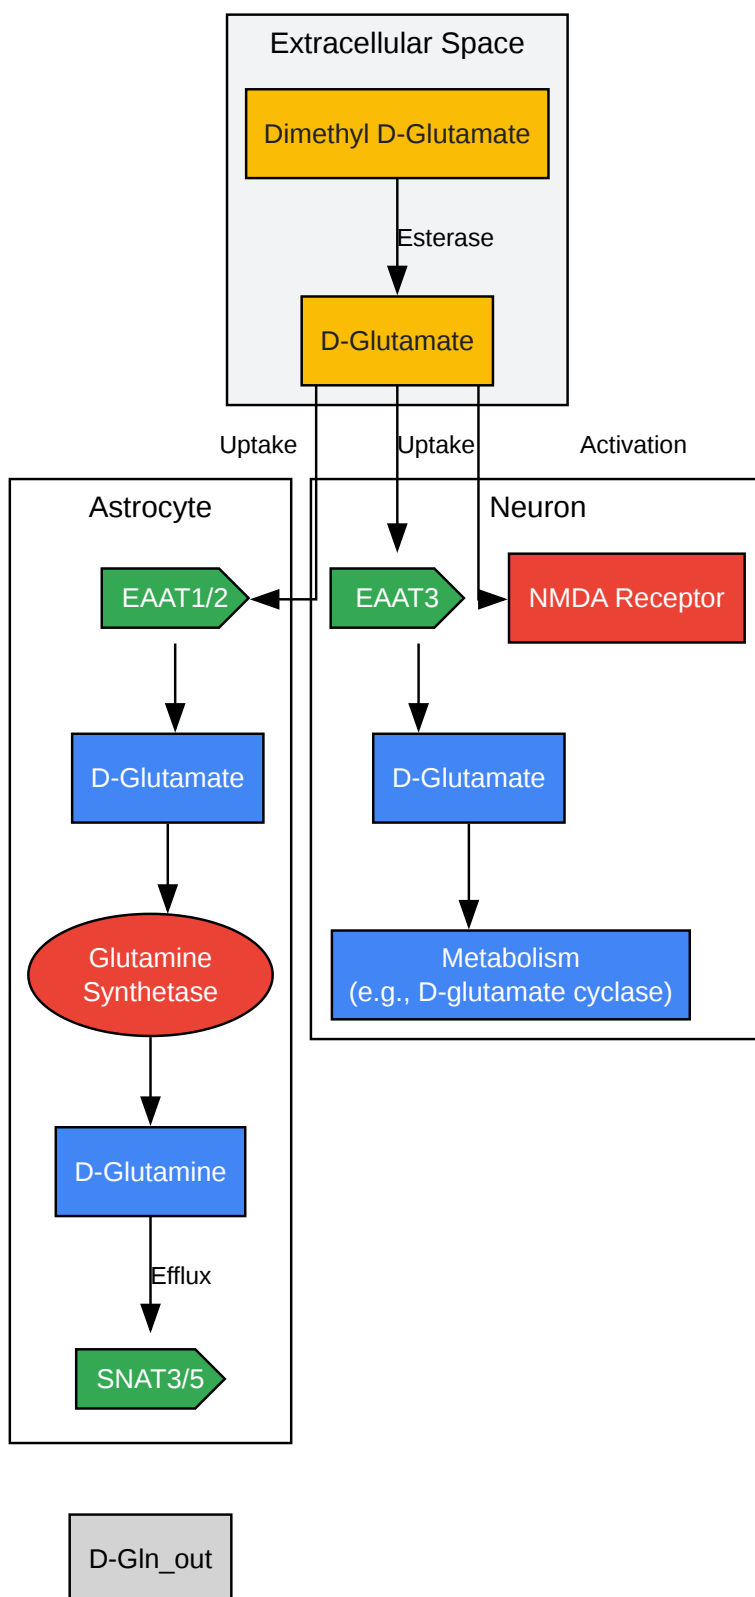 Extracellular Space
Dimethyl D-Glutamate
Esterase
D-Glutamate
Uptake
Uptake
Activation
Astrocyte
Neuron
EAAT1/2
EAAT3
NMDA Receptor
D-Glutamate
D-Glutamate
Glutamine
Synthetase
Metabolism
(e.g., D-glutamate cyclase)
D-Glutamine
Efflux
SNAT3/5
D-Gln_out